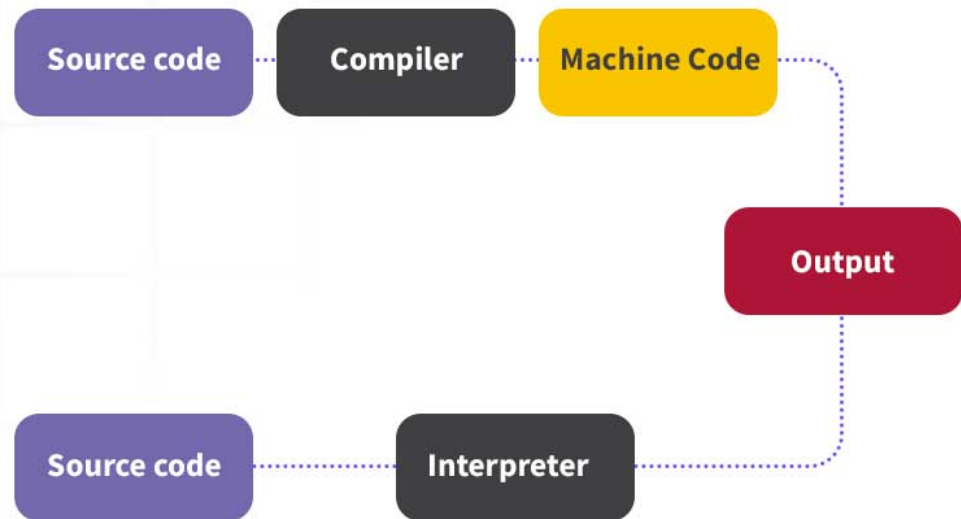 Source code
Compiler
Machine Code
Output
Source code
Interpreter